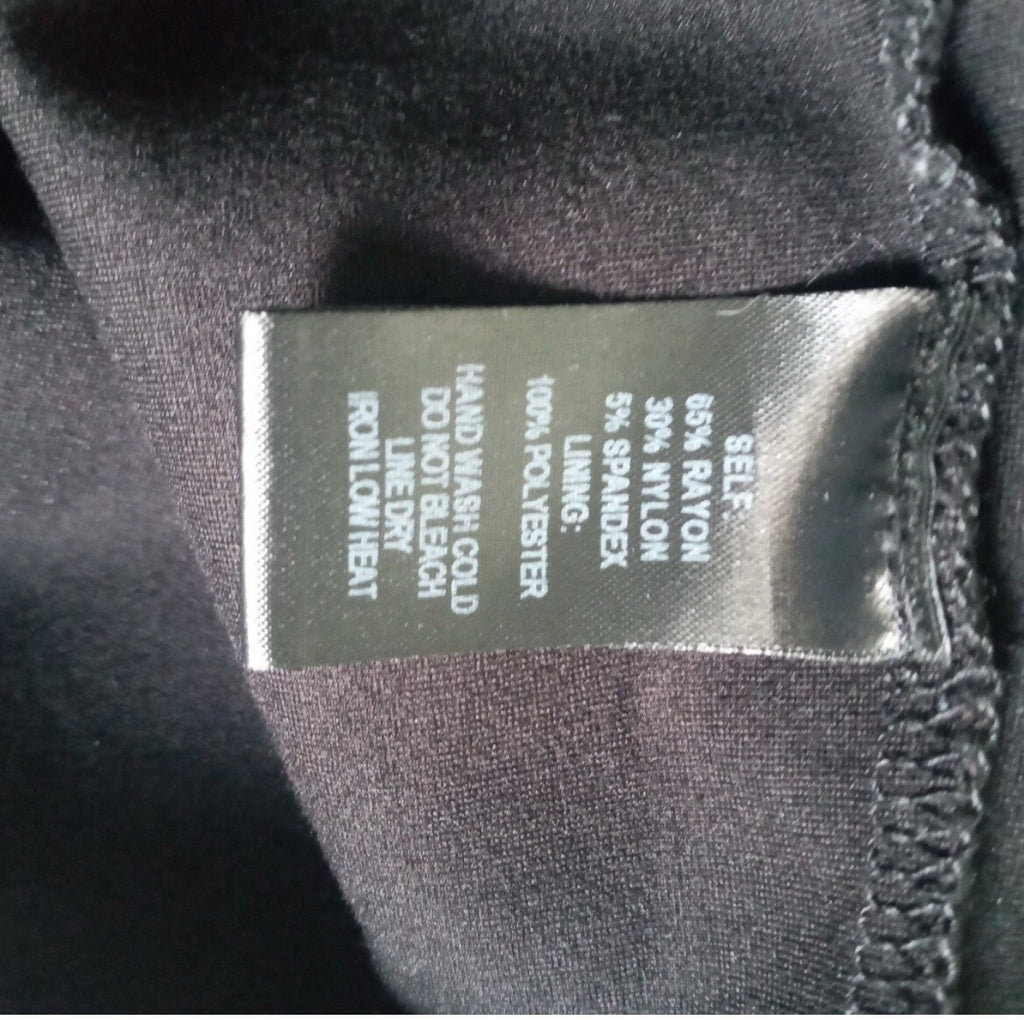 SELF
65% RAYON
30% NYLON
5% SPANDEX
LINING:
100% POLYESTER
HAND WASH COLD
DO NOT BLEACH
LINE DRY
IRON LOW HEAT